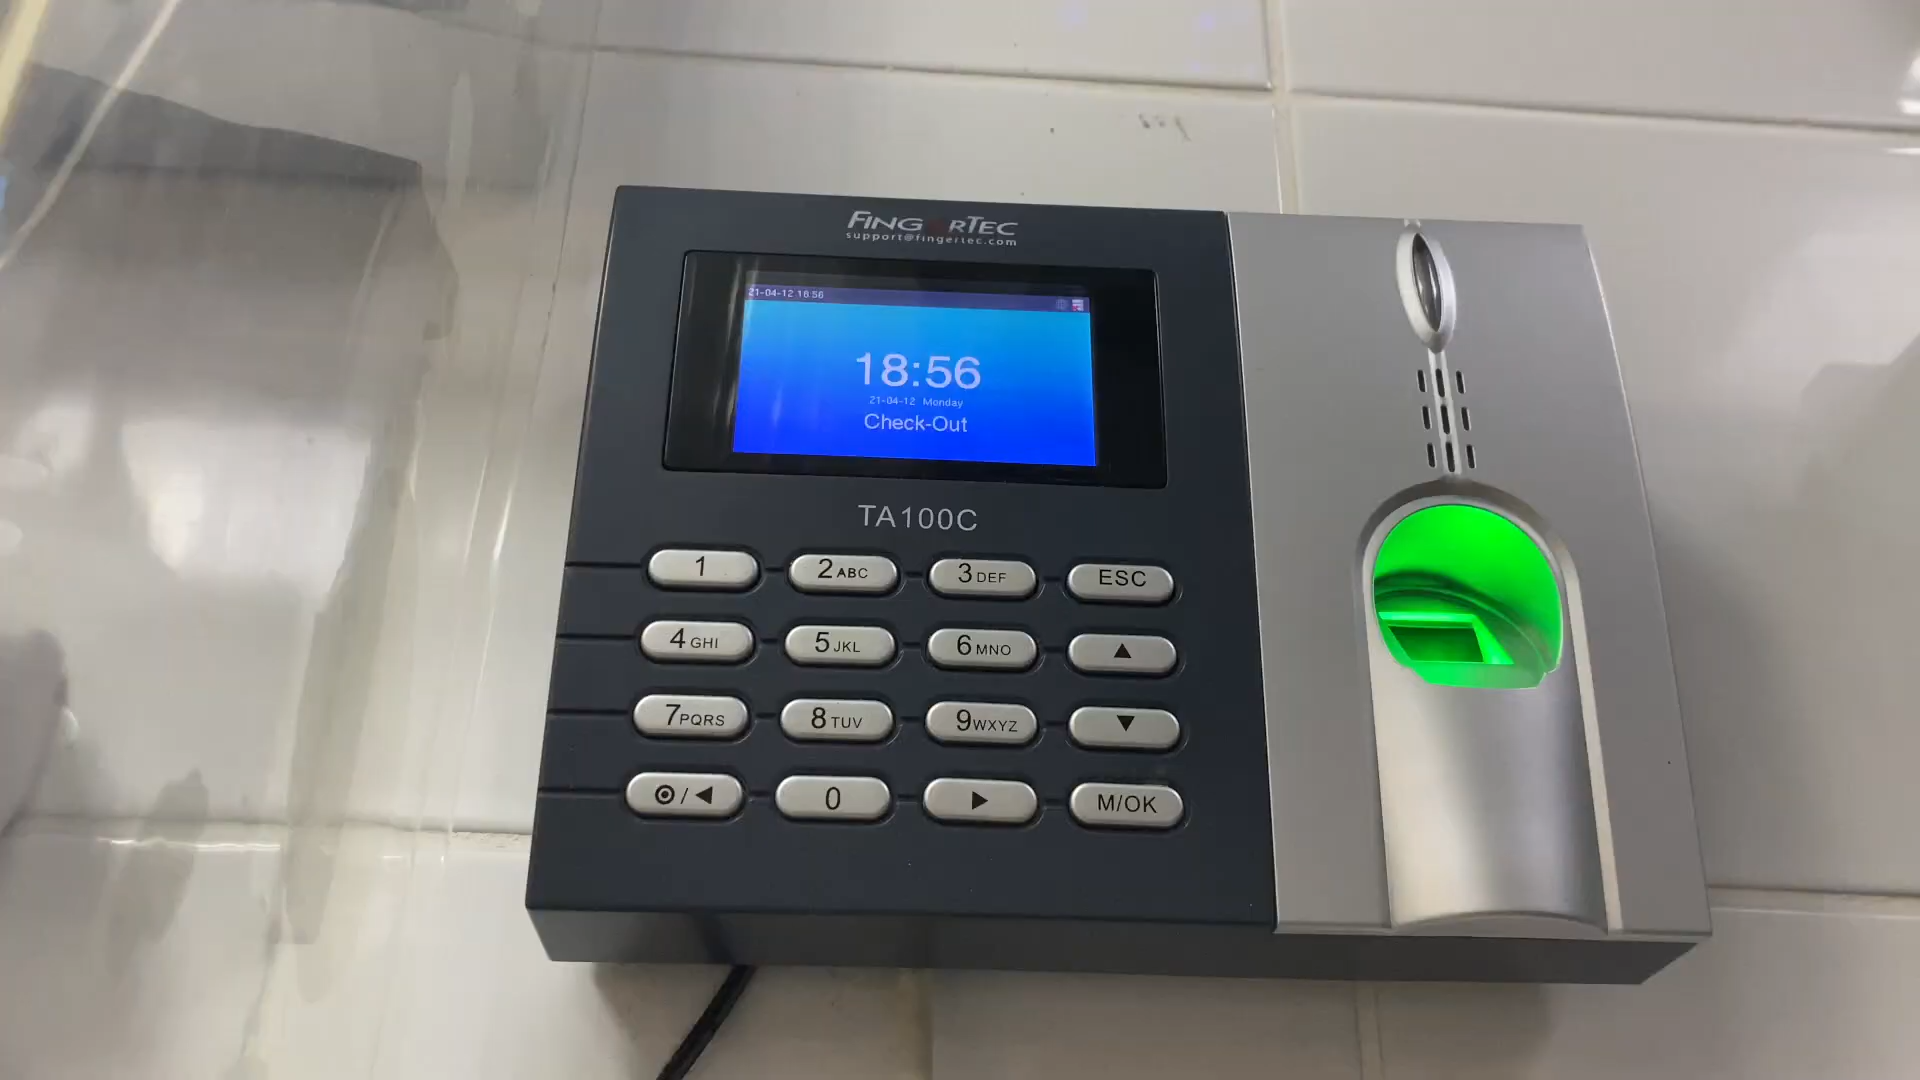 FINGERTEC
support@fingertec.com
21-04-12 18:56
18:56
21-04-12 Monday
Check-Out
TA100C
1 2 ABC 3 DEF ESC
4 GHI 5 JKL 6 MNO ▲
7 PQRS 8 TUV 9 WXYZ ▼
/ ◀ 0 ▶ M/OK